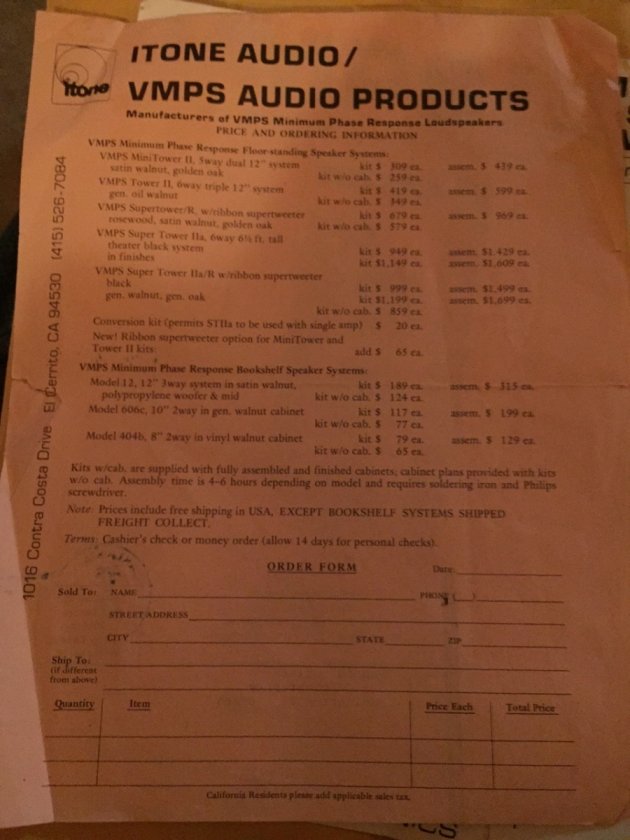 itone
ITONE AUDIO/
VMPS AUDIO PRODUCTS
Manufacturers of VMPS Minimum Phase Response Loudspeakers
PRICE AND ORDERING INFORMATION
VMPS Minimum Phase Response Floor-standing Speaker Systems:
VMPS MiniTower II, 5way dual 12" system kit $ 309 ea. assem. $ 439 ea.
satin walnut, golden oak kit w/o cab. $ 259 ea.
VMPS Tower II, 6way triple 12" system kit $ 419 ea. assem. $ 599 ea.
gen. oil walnut kit w/o cab. $ 349 ea.
VMPS Supertower/R, w/ribbon supertweeter kit $ 679 ea. assem. $ 969 ea.
rosewood, satin walnut, golden oak kit w/o cab. $ 579 ea.
VMPS Super Tower IIa, 6way 6½ ft. tall
theater black system kit $ 949 ea. assem. $1,429 ea.
in finishes kit $1,149 ea. assem. $1,609 ea.
VMPS Super Tower IIa/R w/ribbon supertweeter
black kit $ 999 ea. assem. $1,499 ea.
gen. walnut, gen. oak kit $1,199 ea. assem. $1,699 ea.
kit w/o cab. $ 859 ea.
Conversion kit (permits STIIa to be used with single amp) $ 20 ea.
New! Ribbon supertweeter option for MiniTower and
Tower II kits: add $ 65 ea.
VMPS Minimum Phase Response Bookshelf Speaker Systems:
Model 12, 12" 3way system in satin walnut, kit $ 189 ea. assem. $ 315 ea.
polypropylene woofer & mid kit w/o cab. $ 124 ea.
Model 606c, 10" 2way in gen. walnut cabinet kit $ 117 ea. assem. $ 199 ea.
kit w/o cab. $ 77 ea.
Model 404b, 8" 2way in vinyl walnut cabinet kit $ 79 ea. assem. $ 129 ea.
kit w/o cab. $ 65 ea.
Kits w/cab. are supplied with fully assembled and finished cabinets; cabinet plans provided with kits
w/o cab. Assembly time is 4-6 hours depending on model and requires soldering iron and Philips
screwdriver.
Note: Prices include free shipping in USA, EXCEPT BOOKSHELF SYSTEMS SHIPPED
FREIGHT COLLECT.
Terms: Cashier's check or money order (allow 14 days for personal checks).
ORDER FORM
Date:
Sold To: NAME PHONE ( )
STREET ADDRESS
CITY STATE ZIP
Ship To:
(if different
from above)
Quantity Item Price Each Total Price
California Residents please add applicable sales tax.
1016 Contra Costa Drive El Cerrito, CA 94530 (415) 526-7084